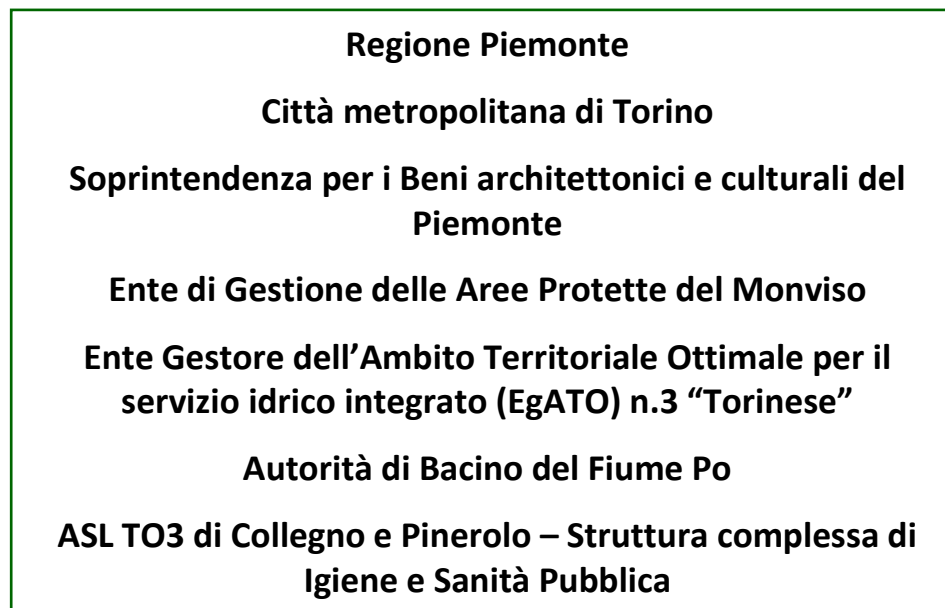 Regione Piemonte
Città metropolitana di Torino
Soprintendenza per i Beni architettonici e culturali del
Piemonte
Ente di Gestione delle Aree Protette del Monviso
Ente Gestore dell’Ambito Territoriale Ottimale per il
servizio idrico integrato (EgATO) n.3 “Torinese”
Autorità di Bacino del Fiume Po
ASL TO3 di Collegno e Pinerolo – Struttura complessa di
Igiene e Sanità Pubblica